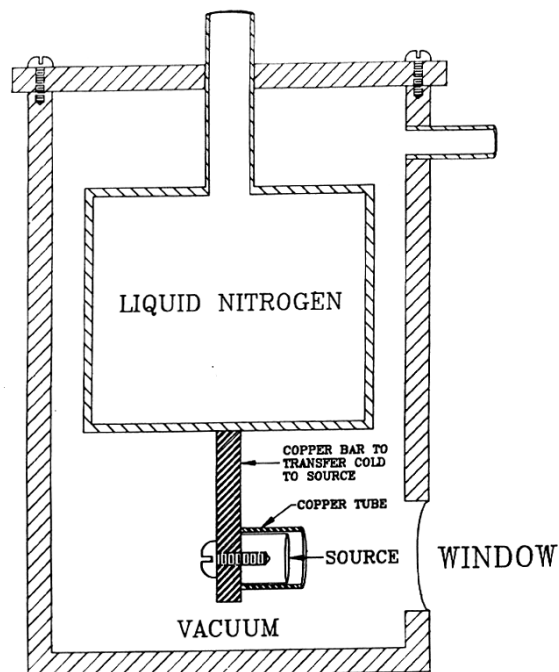 LIQUID NITROGEN
COPPER BAR TO
TRANSFER COLD
TO SOURCE
COPPER TUBE
SOURCE
WINDOW
VACUUM